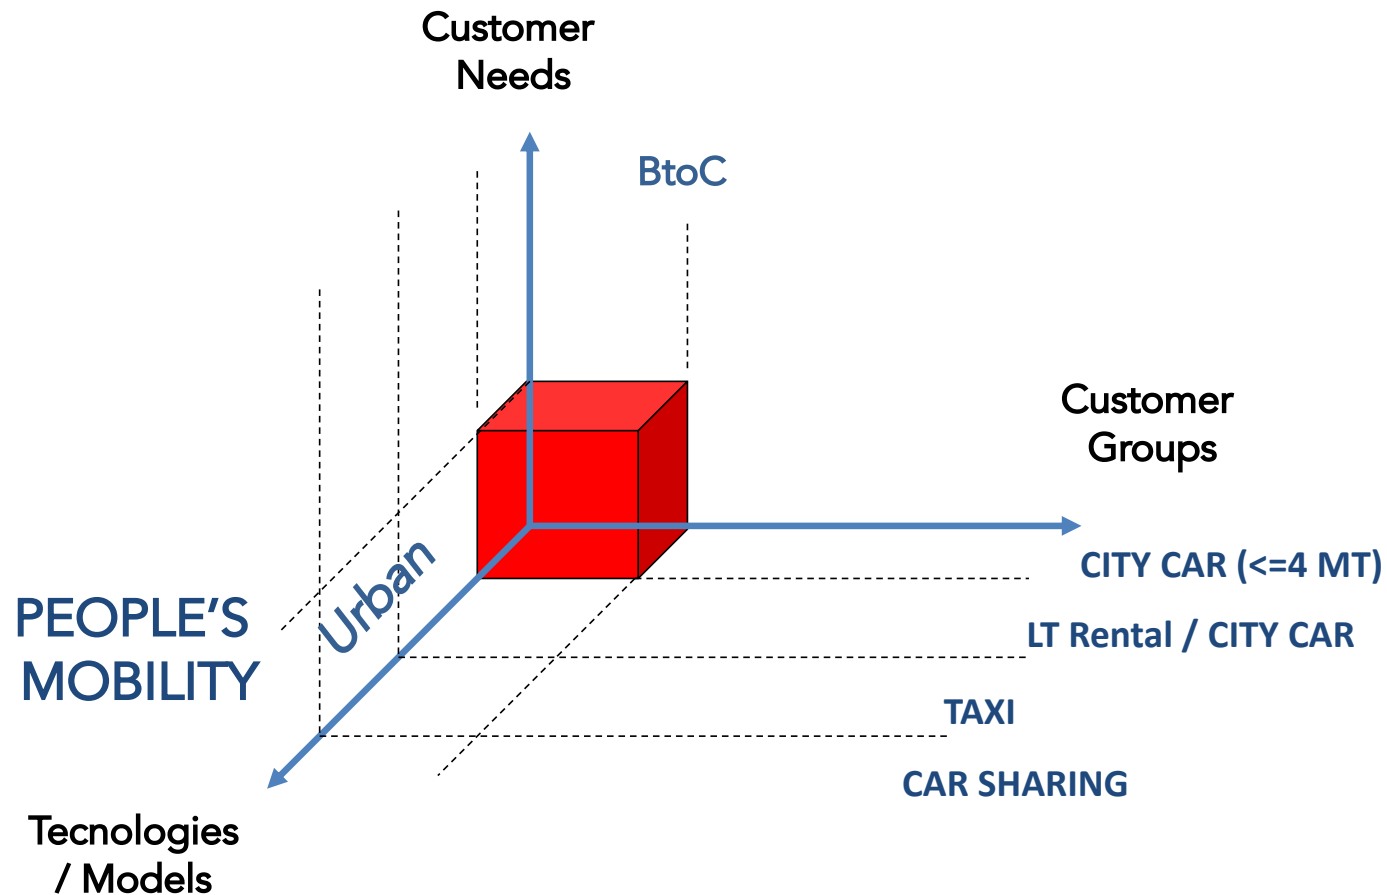 Customer
Needs
BtoC
Customer
Groups
CITY CAR (<=4 MT)
Urban
PEOPLE’S
MOBILITY
LT Rental / CITY CAR
TAXI
CAR SHARING
Tecnologies
/ Models